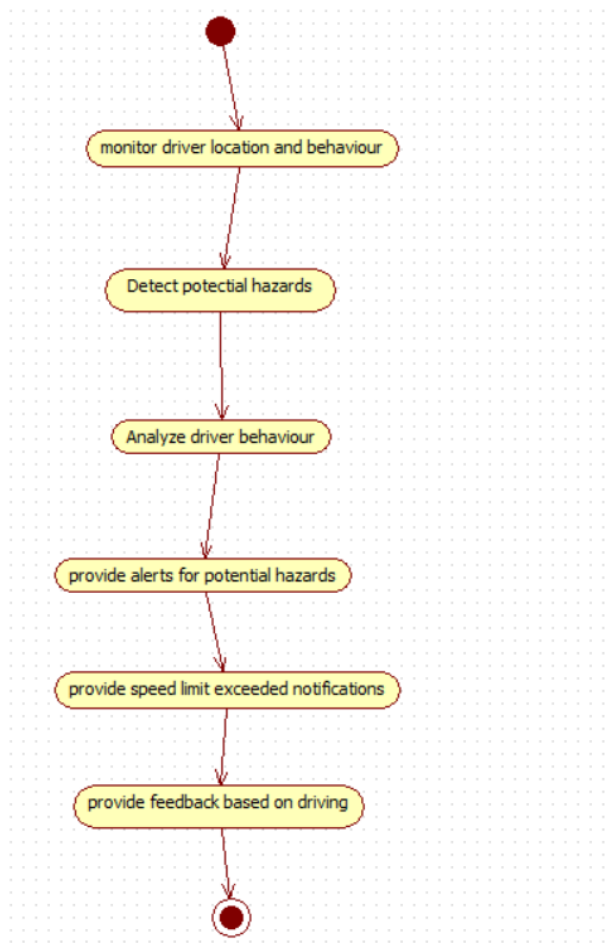 monitor driver location and behaviour
Detect potectial hazards
Analyze driver behaviour
provide alerts for potential hazards
provide speed limit exceeded notifications
provide feedback based on driving